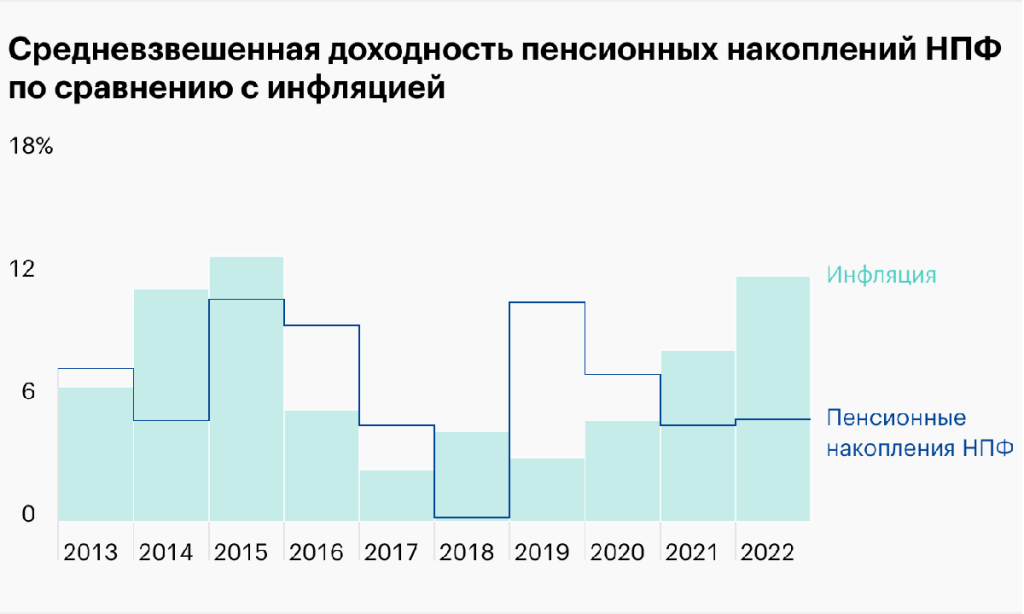 Средневзвешенная доходность пенсионных накоплений НПФ
по сравнению с инфляцией
18%
12
Инфляция
6
Пенсионные
накопления НПФ
0
2013 2014 2015 2016 2017 2018 2019 2020 2021 2022